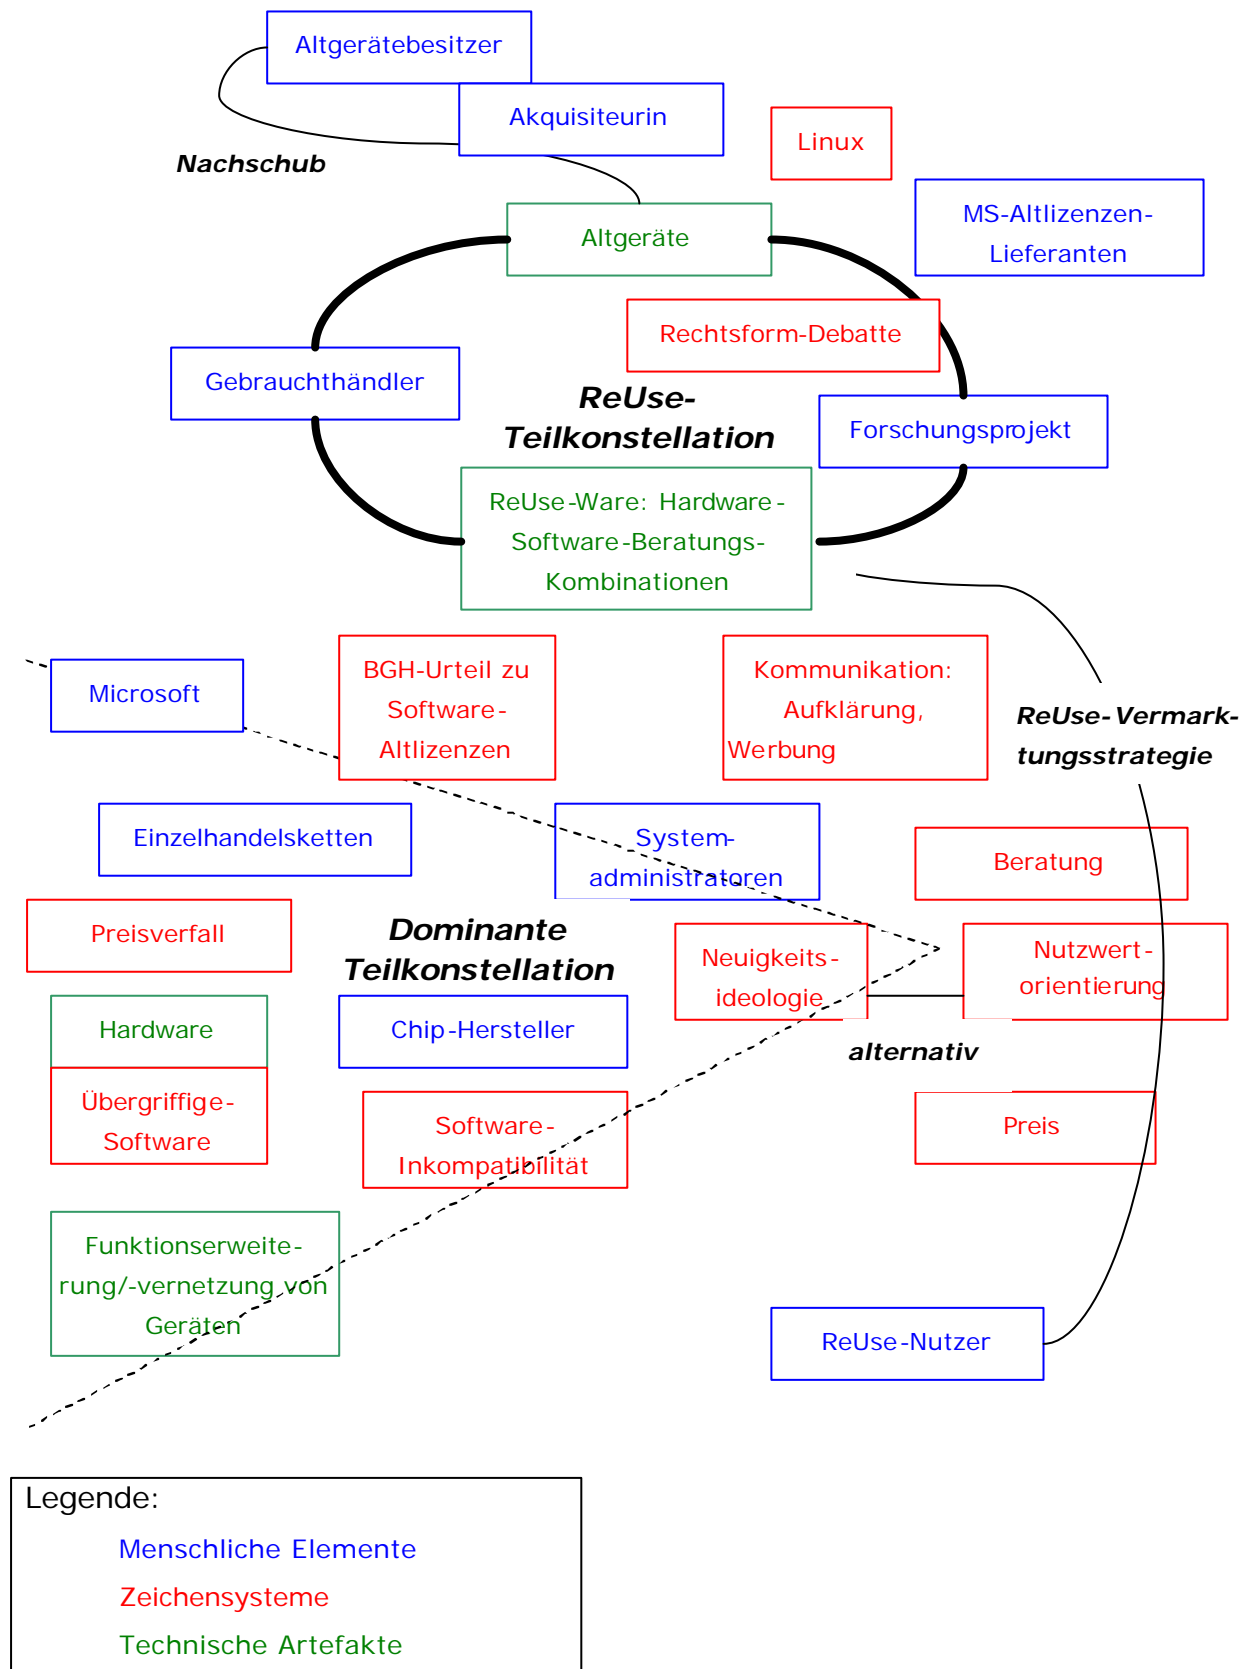 Altgerätebesitzer
Akquisiteurin
Linux
Nachschub
MS-Altlizenzen-
Lieferanten
Altgeräte
Rechtsform-Debatte
Gebrauchthändler
ReUse-
Teilkonstellation
Forschungsprojekt
ReUse-Ware: Hardware-
Software-Beratungs-
Kombinationen
Microsoft
BGH-Urteil zu
Software-
Altlizenzen
Kommunikation:
Aufklärung,
Werbung
ReUse-Vermark-
tungsstrategie
Einzelhandelsketten
System-
administratoren
Beratung
Preisverfall
Dominante
Teilkonstellation
Neuigkeits-
ideologie
Nutzwert-
orientierung
Hardware
Chip-Hersteller
alternativ
Übergriffige-
Software
Software-
Inkompatibilität
Preis
Funktionserweite-
rung/-vernetzung von
Geräten
ReUse-Nutzer
Legende:
Menschliche Elemente
Zeichensysteme
Technische Artefakte